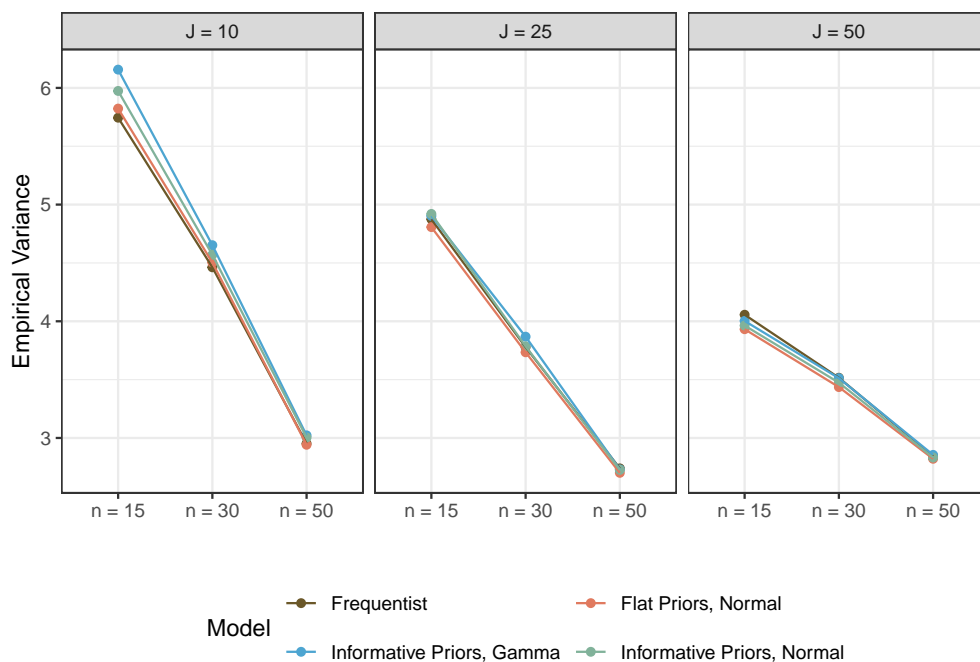 J = 10 J = 25 J = 50
Empirical Variance
6
5
4
3
n = 15 n = 30 n = 50 n = 15 n = 30 n = 50 n = 15 n = 30 n = 50
Model
Frequentist Flat Priors, Normal
Informative Priors, Gamma Informative Priors, Normal